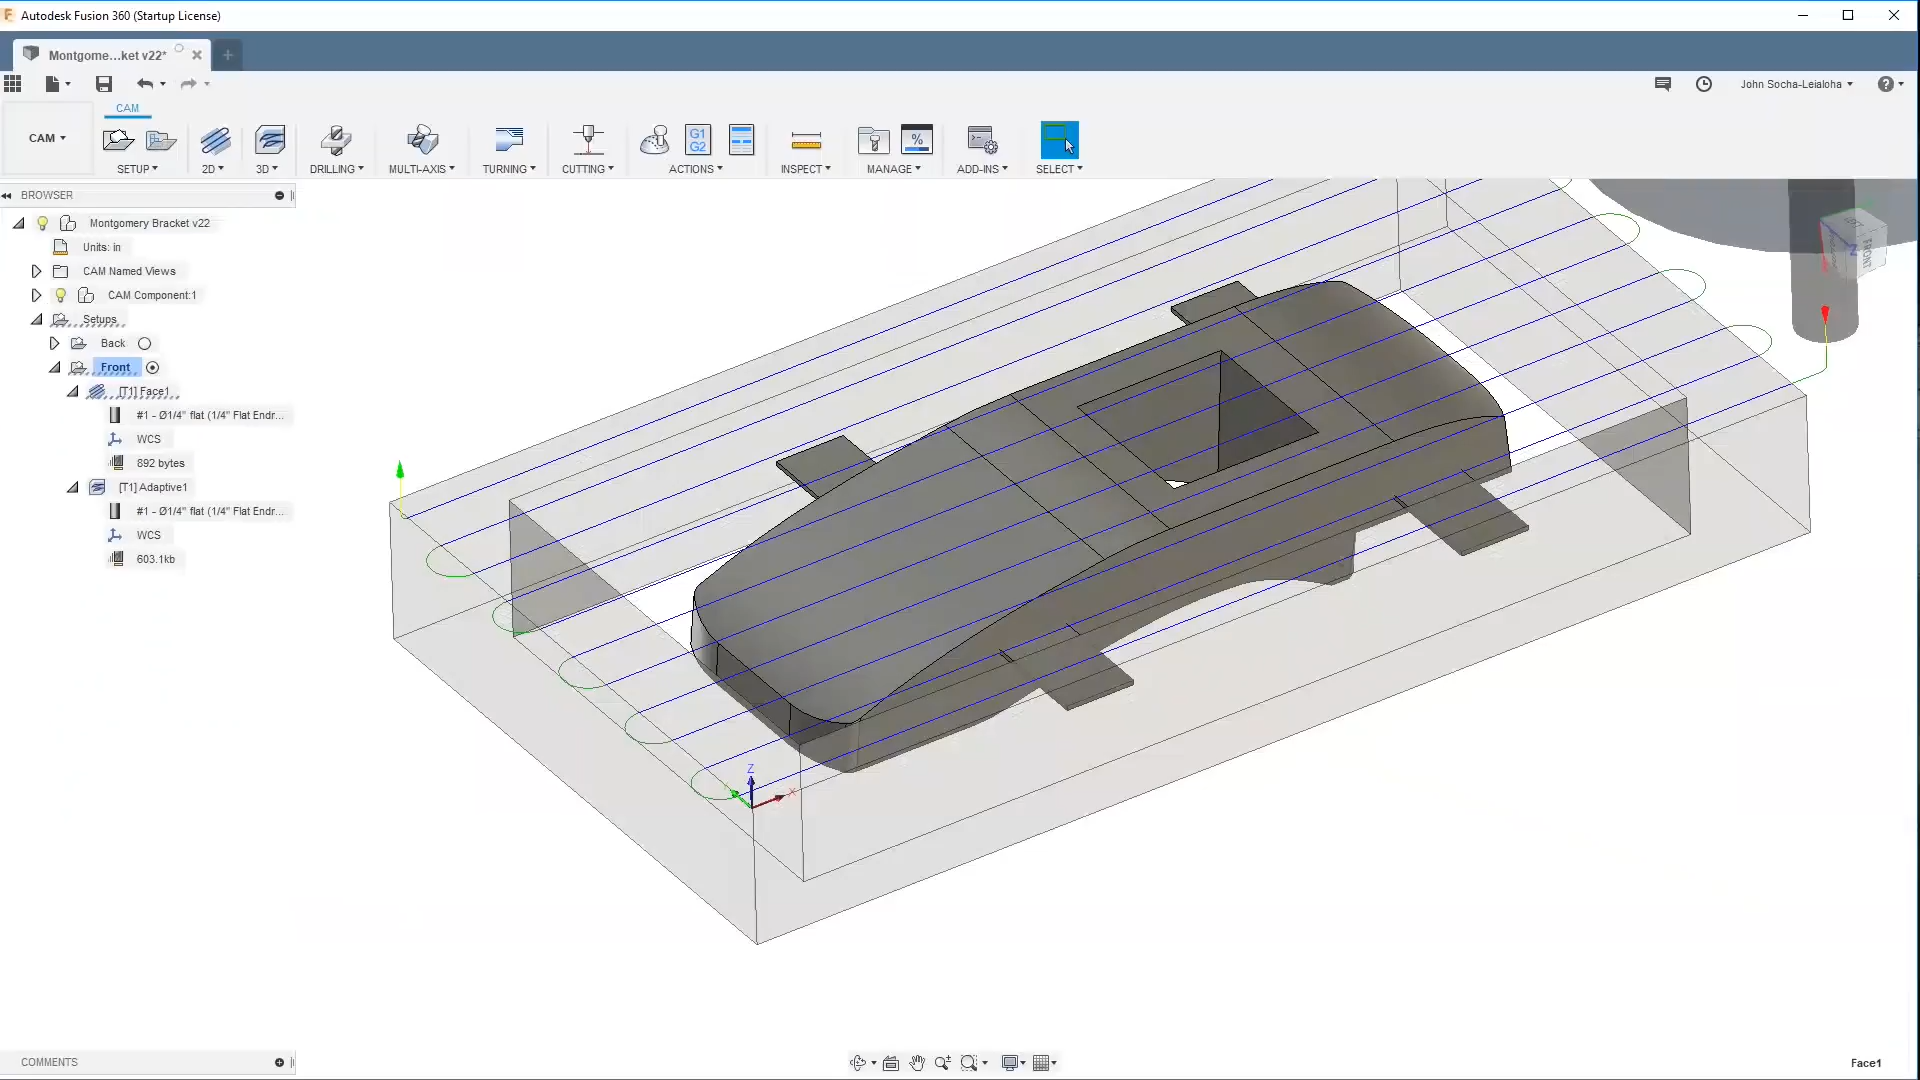 Autodesk Fusion 360 (Startup License)
Montgome...ket v22*
John Socha-Leialoha
CAM
CAM
G1
G2
%
SETUP 2D 3D DRILLING MULTI-AXIS TURNING CUTTING ACTIONS INSPECT MANAGE ADD-INS SELECT
BROWSER
Montgomery Bracket v22
Units: in
CAM Named Views
CAM Component:1
Setups
Back
Front
[T1] Face1
#1 - Ø1/4" flat (1/4" Flat Endr...
WCS
892 bytes
[T1] Adaptive1
#1 - Ø1/4" flat (1/4" Flat Endr...
WCS
603.1kb
FRONT
Z
Z
X
COMMENTS
Face1